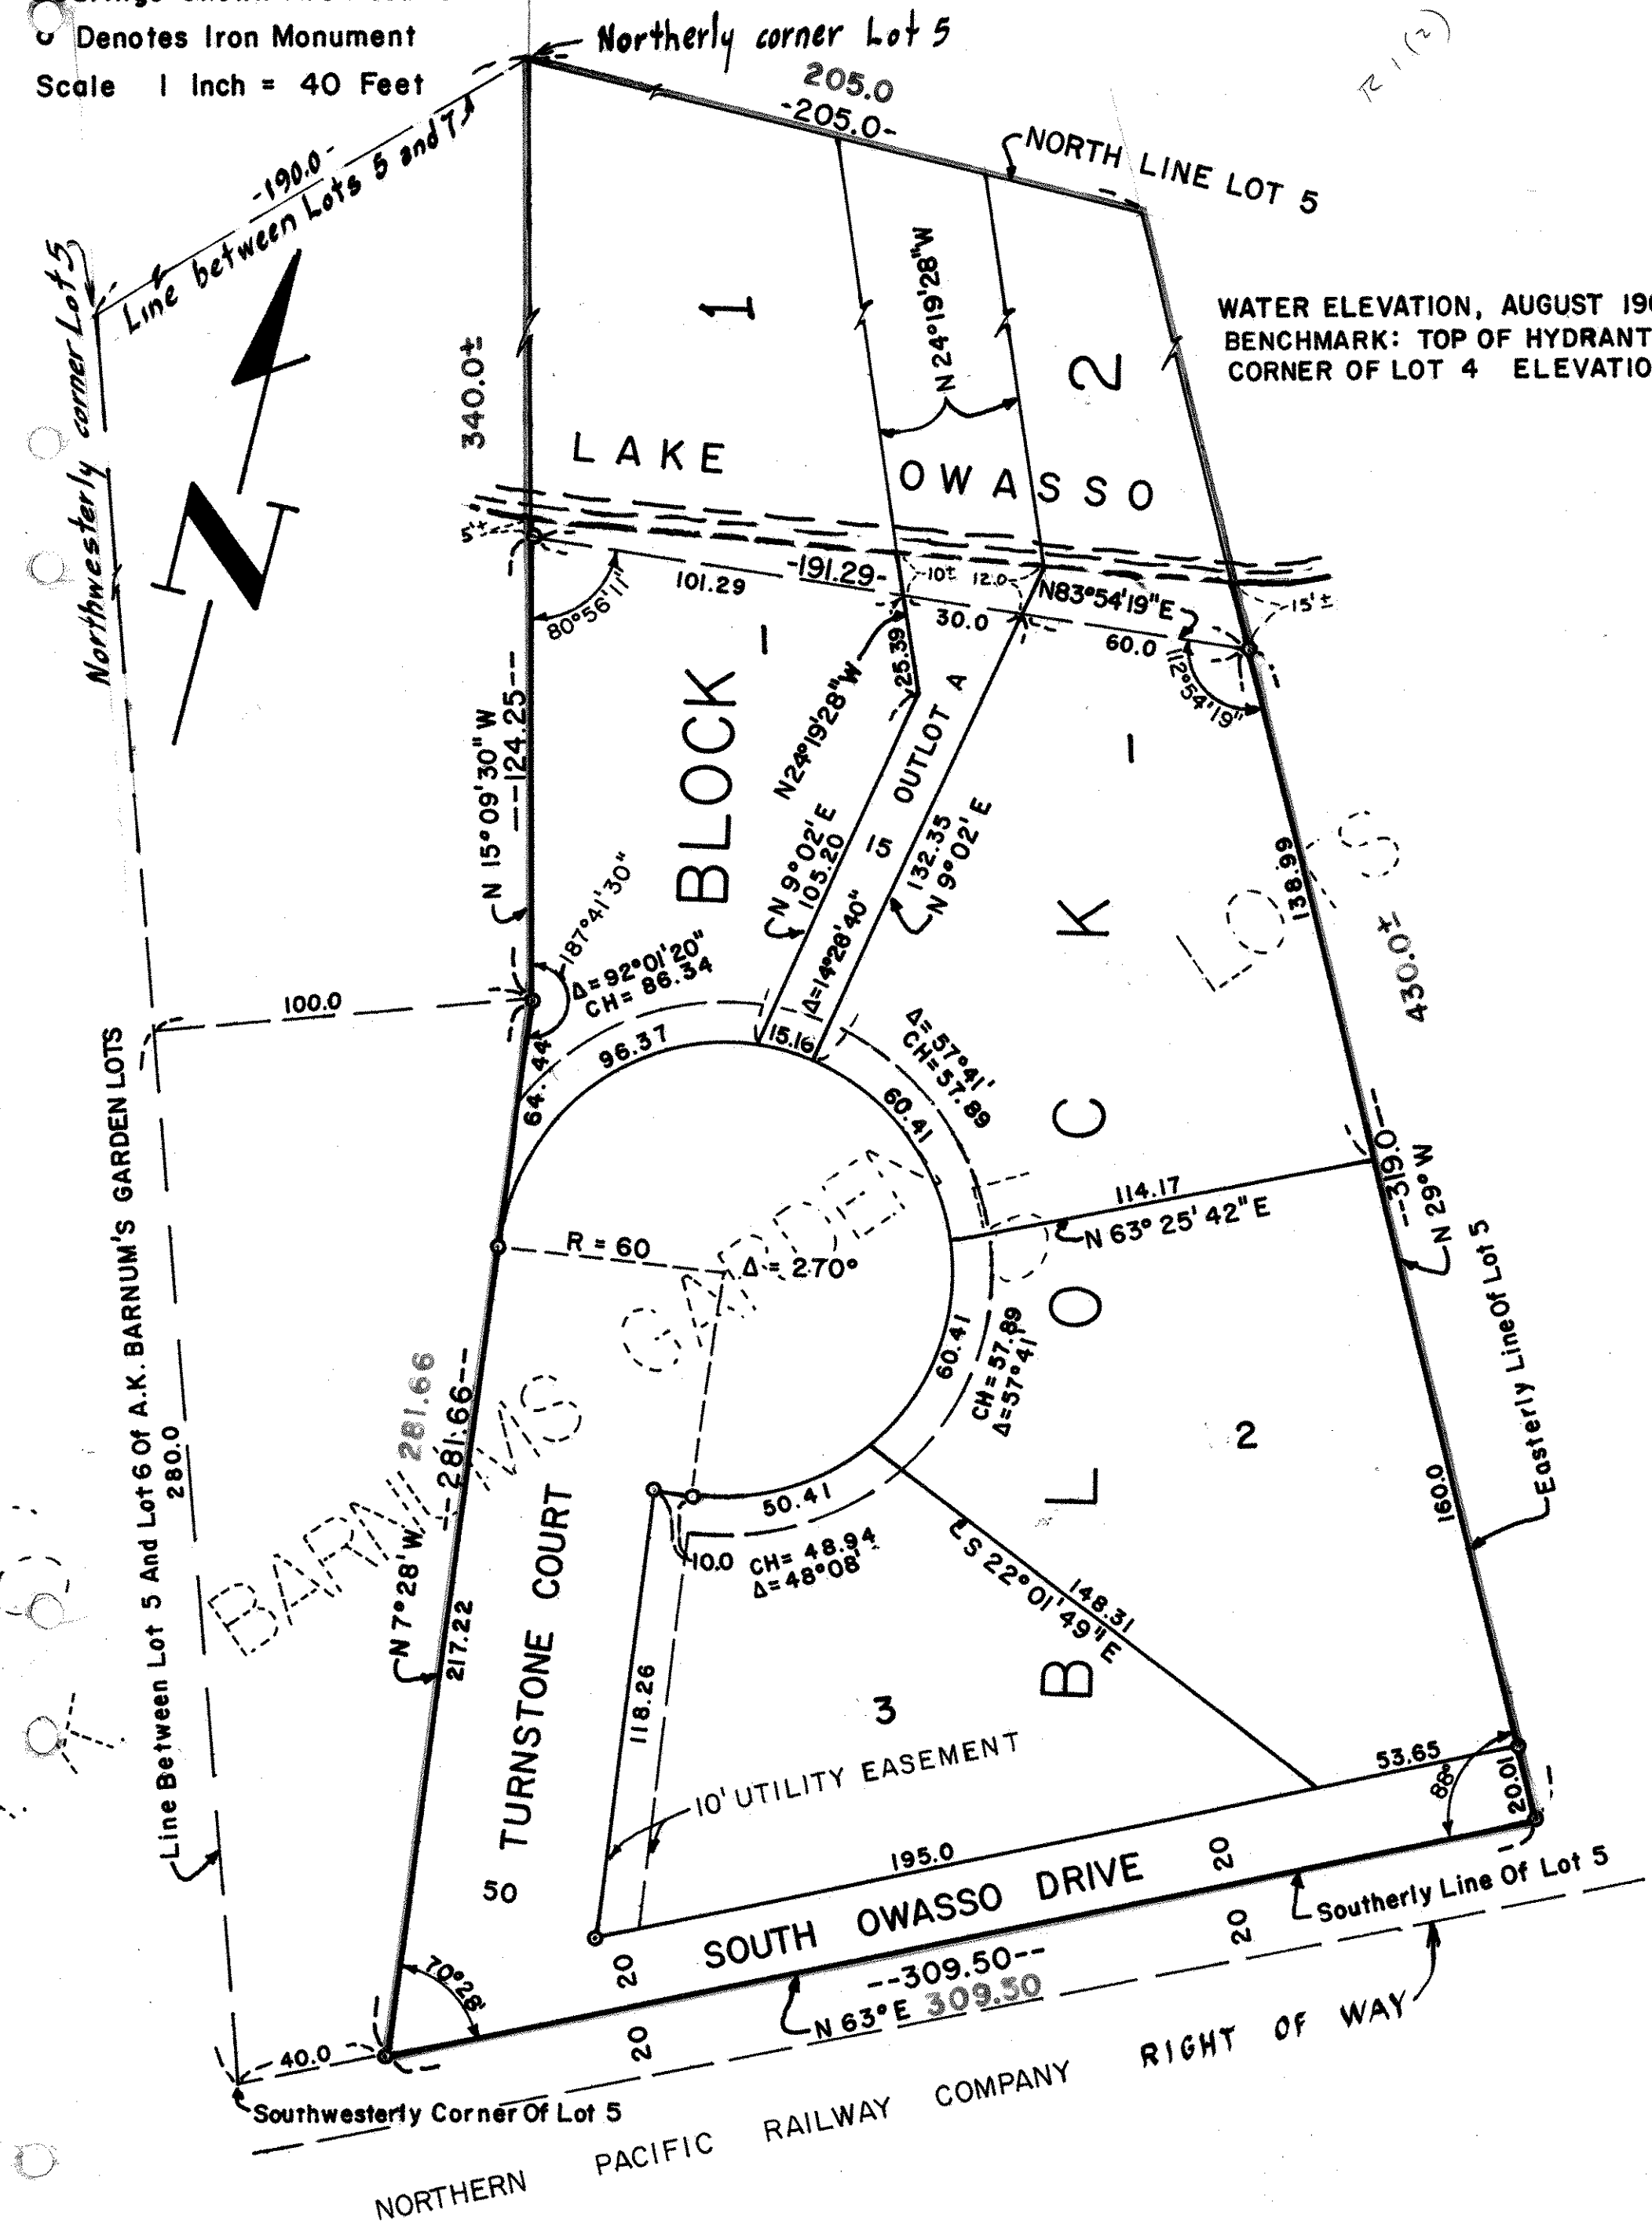 Denotes Iron Monument
Scale 1 Inch = 40 Feet
Northerly corner Lot 5
205.0
-205.0-
NORTH LINE LOT 5
-190.0-
Line between Lots 5 and 7
Northwesterly corner Lot 5
R 1 (2)
WATER ELEVATION, AUGUST
BENCHMARK: TOP OF HYDRANT
CORNER OF LOT 4 ELEVATIO
N
340.0±
1
2
N 24°19'28"W
LAKE OWASSO
5'±
101.29
-191.29-
-10±
12.0-
N83°54'19"E
-15'±
30.0
60.0
80°56'11"
112°54'19"
25.39
N24°19'28"W
N 15°09'30"W
--124.25--
BLOCK 1
OUTLOT A
15
N 9°02' E
105.20
132.35
N 9°02' E
Δ=14°28'40"
187°41'30"
Δ=92°01'20"
CH= 86.34
96.37
15.16
60.41
Δ= 57°41'
CH=57.89
100.0
64.44
138.99
430.0±
BARNUMS GARDEN LOTS
Line Between Lot 5 And Lot 6 Of A.K. BARNUM'S GARDEN LOTS
280.0
R = 60
Δ = 270°
114.17
N 63° 25' 42"E
--319.0--
N 29°W
Easterly Line Of Lot 5
60.41
CH= 57.89
Δ=57°41'
BLOCK 1
281.66
--281.66--
N 7°28'W
217.22
TURNSTONE COURT
50
50.41
10.0
CH= 48.94
Δ=48°08'
S 22°01'49"E
148.31
2
160.0
118.26
3
10' UTILITY EASEMENT
53.65
88°
20.01
195.0
20
20
SOUTH OWASSO DRIVE
Southerly Line Of Lot 5
20
20
--309.50--
N 63°E 309.50
70°28'
40.0
Southwesterly Corner Of Lot 5
NORTHERN PACIFIC RAILWAY COMPANY RIGHT OF WAY